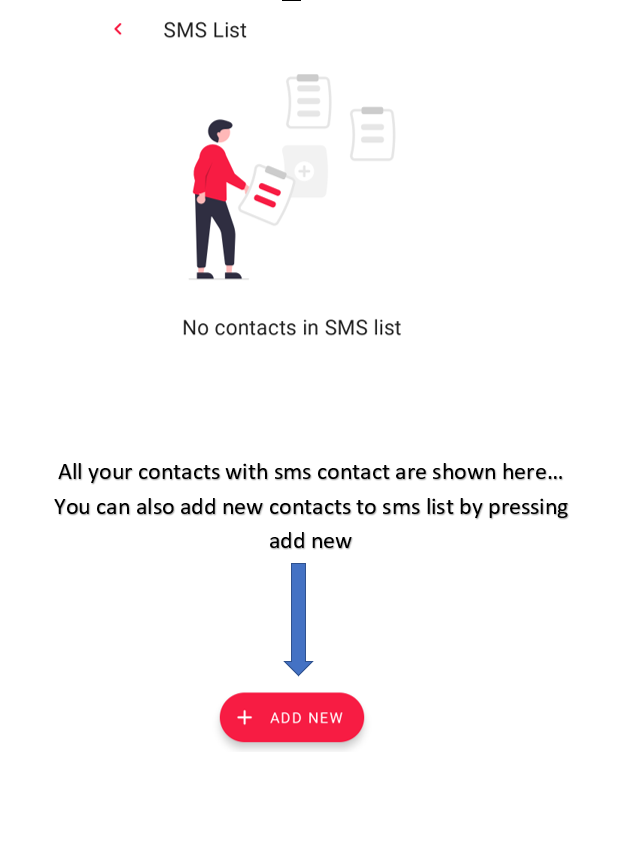 SMS List
No contacts in SMS list
All your contacts with sms contact are shown here...
You can also add new contacts to sms list by pressing
add new
+ ADD NEW